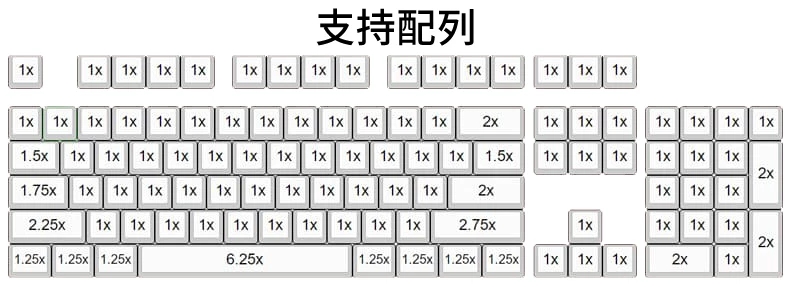 支持配列
1x 1x 1x 1x 1x 1x 1x 1x 1x 1x 1x 1x 1x 1x 1x 1x
1x 1x 1x 1x 1x 1x 1x 1x 1x 1x 1x 1x 1x 2x 1x 1x 1x 1x 1x 1x 1x
1.5x 1x 1x 1x 1x 1x 1x 1x 1x 1x 1x 1x 1x 1.5x 1x 1x 1x 1x 1x 1x 2x
1.75x 1x 1x 1x 1x 1x 1x 1x 1x 1x 1x 1x 2x 1x 1x 1x
2.25x 1x 1x 1x 1x 1x 1x 1x 1x 1x 1x 2.75x 1x 1x 1x 1x 2x
1.25x 1.25x 1.25x 6.25x 1.25x 1.25x 1.25x 1.25x 1x 1x 1x 2x 1x